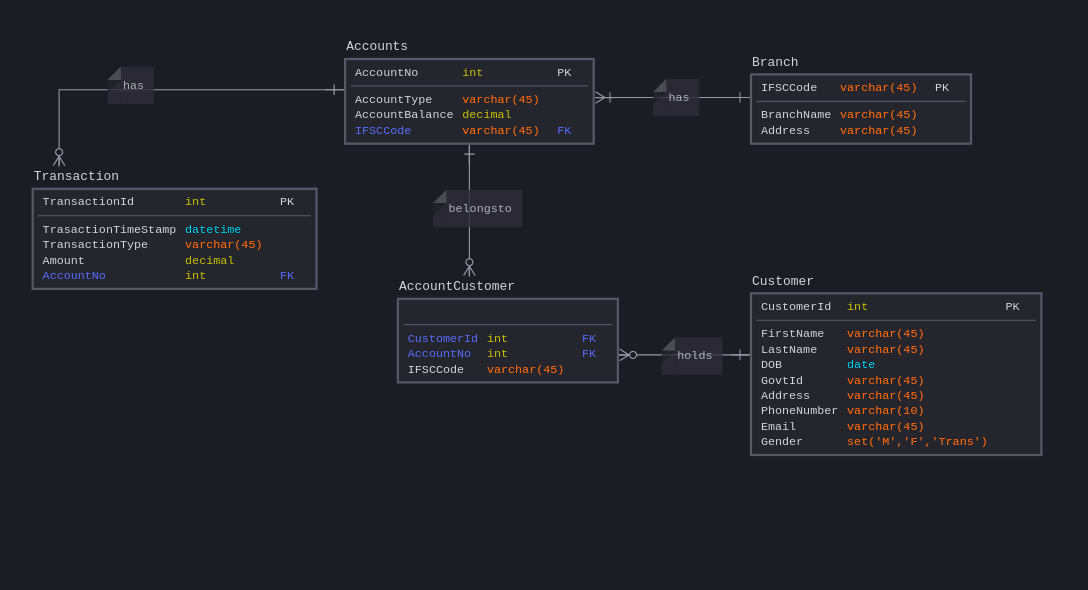 Accounts
AccountNo int PK
AccountType varchar(45)
AccountBalance decimal
IFSCCode varchar(45) FK
has
has
Branch
IFSCCode varchar(45) PK
BranchName varchar(45)
Address varchar(45)
Transaction
TransactionId int PK
TrasactionTimeStamp datetime
TransactionType varchar(45)
Amount decimal
AccountNo int FK
belongsto
AccountCustomer
CustomerId int FK
AccountNo int FK
IFSCCode varchar(45)
holds
Customer
CustomerId int PK
FirstName varchar(45)
LastName varchar(45)
DOB date
GovtId varchar(45)
Address varchar(45)
PhoneNumber varchar(10)
Email varchar(45)
Gender set('M','F','Trans')